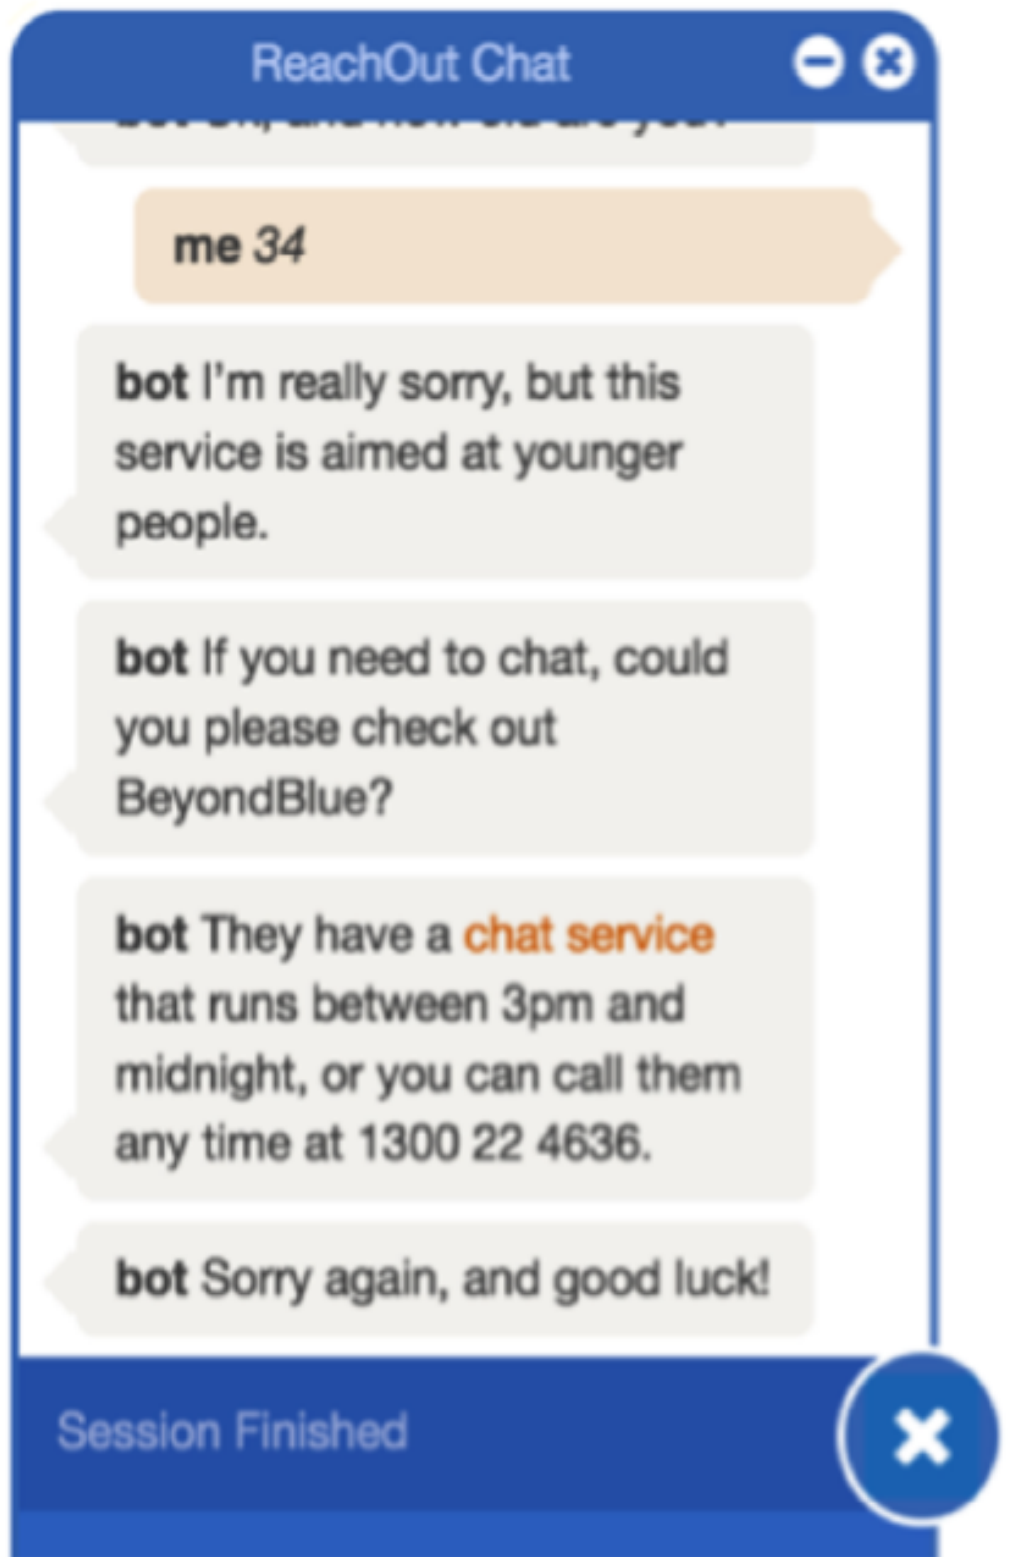 ReachOut Chat
me 34
bot I'm really sorry, but this
service is aimed at younger
people.
bot If you need to chat, could
you please check out
BeyondBlue?
bot They have a chat service
that runs between 3pm and
midnight, or you can call them
any time at 1300 22 4636.
bot Sorry again, and good luck!
Session Finished